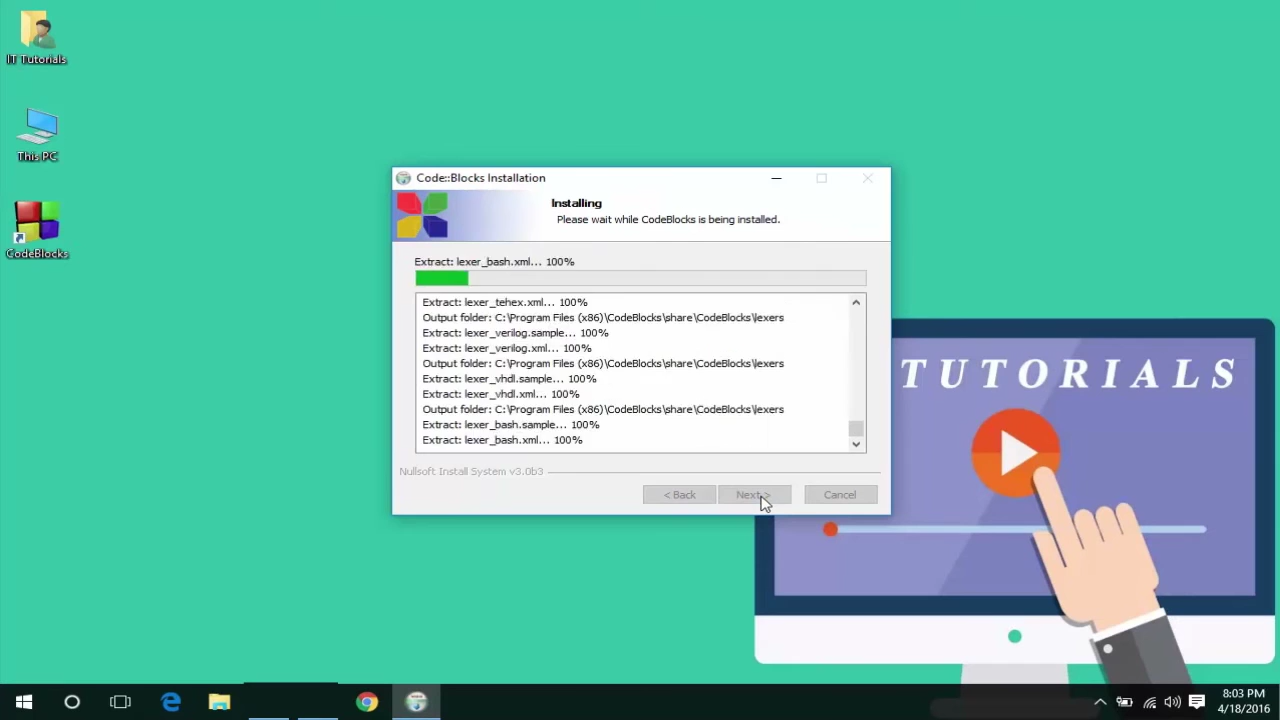 IT Tutorials
This PC
CodeBlocks
Code::Blocks Installation
Installing
Please wait while CodeBlocks is being installed.
Extract: lexer_bash.xml... 100%
Extract: lexer_tehex.xml... 100%
Output folder: C:\Program Files (x86)\CodeBlocks\share\CodeBlocks\lexers
Extract: lexer_verilog.sample... 100%
Extract: lexer_verilog.xml... 100%
Output folder: C:\Program Files (x86)\CodeBlocks\share\CodeBlocks\lexers
Extract: lexer_vhdl.sample... 100%
Extract: lexer_vhdl.xml... 100%
Output folder: C:\Program Files (x86)\CodeBlocks\share\CodeBlocks\lexers
Extract: lexer_bash.sample... 100%
Extract: lexer_bash.xml... 100%
Nullsoft Install System v3.0b3
< Back
Next >
Cancel
TUTORIALS
8:03 PM
4/18/2016